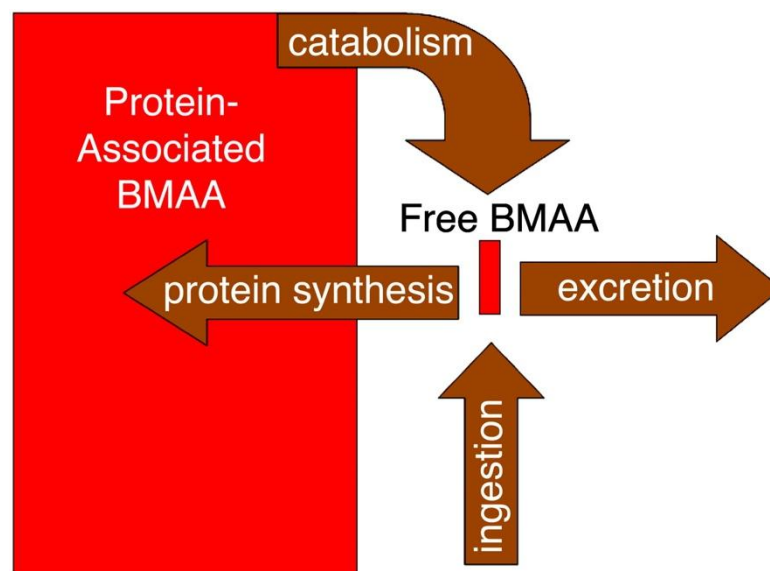 catabolism
Protein-
Associated
BMAA
Free BMAA
protein synthesis
excretion
ingestion